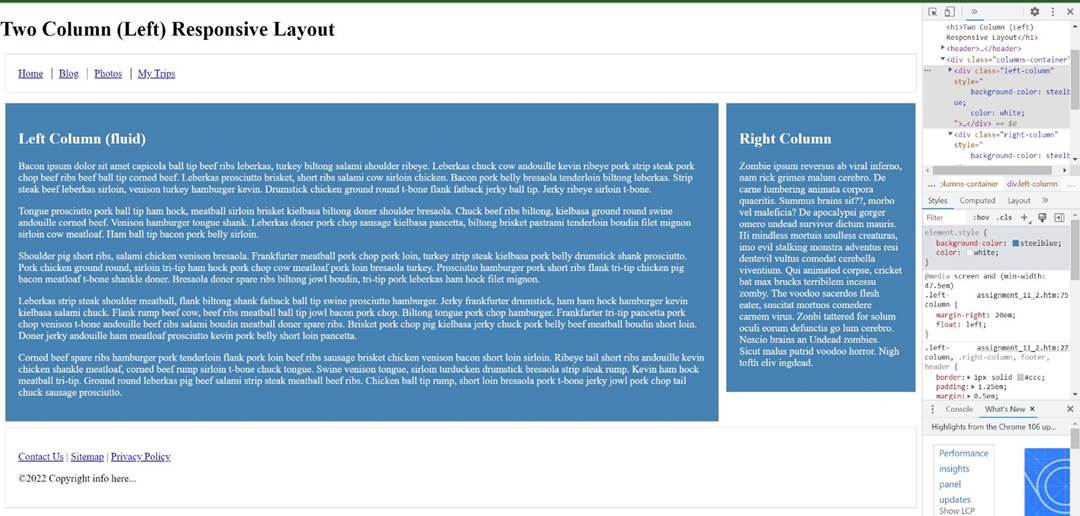 Two Column (Left) Responsive Layout
Home | Blog | Photos | My Trips
Left Column (fluid)
Bacon ipsum dolor sit amet capicola ball tip beef ribs leberkas, turkey biltong salami shoulder ribeye. Leberkas chuck cow andouille kevin ribeye pork strip steak pork
chop beef ribs beef ball tip corned beef. Leberkas prosciutto brisket, short ribs salami cow sirloin chicken. Bacon pork belly bresaola tenderloin biltong leberkas. Strip
steak beef leberkas sirloin, venison turkey hamburger kevin. Drumstick chicken ground round t-bone flank fatback jerky ball tip. Jerky ribeye sirloin t-bone.
Tongue prosciutto pork ball tip ham hock, meatball sirloin brisket kielbasa biltong doner shoulder bresaola. Chuck beef ribs biltong, kielbasa ground round swine
andouille corned beef. Venison hamburger tongue shank. Leberkas doner pork chop sausage kielbasa pancetta, biltong brisket pastrami tenderloin boudin filet mignon
sirloin cow meatloaf. Ham ball tip bacon pork belly sirloin.
Shoulder pig short ribs, salami chicken venison bresaola. Frankfurter meatball pork chop pork loin, turkey strip steak kielbasa pork belly drumstick shank prosciutto.
Pork chicken ground round, sirloin tri-tip ham hock pork chop cow meatloaf pork loin bresaola turkey. Prosciutto hamburger pork short ribs flank tri-tip chicken pig
bacon meatloaf t-bone shankle doner. Bresaola doner spare ribs biltong jowl boudin, tri-tip pork leberkas ham hock filet mignon.
Leberkas strip steak shoulder meatball, flank biltong shank fatback ball tip swine prosciutto hamburger. Jerky frankfurter drumstick, ham ham hock hamburger kevin
kielbasa salami chuck. Flank rump beef cow, beef ribs meatball ball tip jowl bacon pork chop. Biltong tongue pork chop hamburger. Frankfurter tri-tip pancetta pork
chop venison t-bone andouille beef ribs salami boudin meatball doner spare ribs. Brisket pork chop pig kielbasa jerky chuck pork belly beef meatball boudin short loin.
Doner jerky andouille ham meatloaf prosciutto kevin pork belly short loin pancetta.
Corned beef spare ribs hamburger pork tenderloin flank pork loin beef ribs sausage brisket chicken venison bacon short loin sirloin. Ribeye tail short ribs andouille kevin
chicken shankle meatloaf, corned beef rump sirloin t-bone chuck tongue. Swine venison tongue, sirloin turducken drumstick bresaola strip steak rump. Kevin ham hock
meatball tri-tip. Ground round leberkas pig beef salami strip steak meatball beef ribs. Chicken ball tip rump, short loin bresaola pork t-bone jerky jowl pork chop tail
chuck sausage prosciutto.
Right Column
Zombie ipsum reversus ab viral inferno,
nam rick grimes malum cerebro. De
carne lumbering animata corpora
quaeritis. Summus brains sit??, morbo
vel maleficia? De apocalypsi gorger
omero undead survivor dictum mauris.
Hi mindless mortuis soulless creaturas,
imo evil stalking monstra adventus resi
dentevil vultus comedat cerebella
viventium. Qui animated corpse, cricket
bat max brucks terribilem incessu
zomby. The voodoo sacerdos flesh
eater, suscitat mortuos comedere
carnem virus. Zonbi tattered for solum
oculi eorum defunctis go lum cerebro.
Nescio brains an Undead zombies.
Sicut malus putrid voodoo horror. Nigh
tofth eliv ingdead.
Contact Us | Sitemap | Privacy Policy
©2022 Copyright info here...
<h1>Two Column (Left)
Responsive Layout</h1>
<header>…</header>
<div class="columns-container">
<div class="left-column"
style="
background-color: steelbl
ue;
color: white;
">…</div> == $0
<div class="right-column"
style="
... olumns-container div.left-column ...
Styles Computed Layout
Filter :hov .cls
element.style {
background-color: steelblue;
color: white;
}
@media screen and (min-width:
47.5em)
.left- assignment_11_2.htm:75
column {
margin-right: 20em;
float: left;
}
.left- assignment_11_2.htm:27
column, .right-column, footer,
header {
border: 1px solid #ccc;
padding: 1.25em;
margin: 0.5em;
Console What's New
Highlights from the Chrome 106 up...
Performance
insights
panel
updates
Show LCP